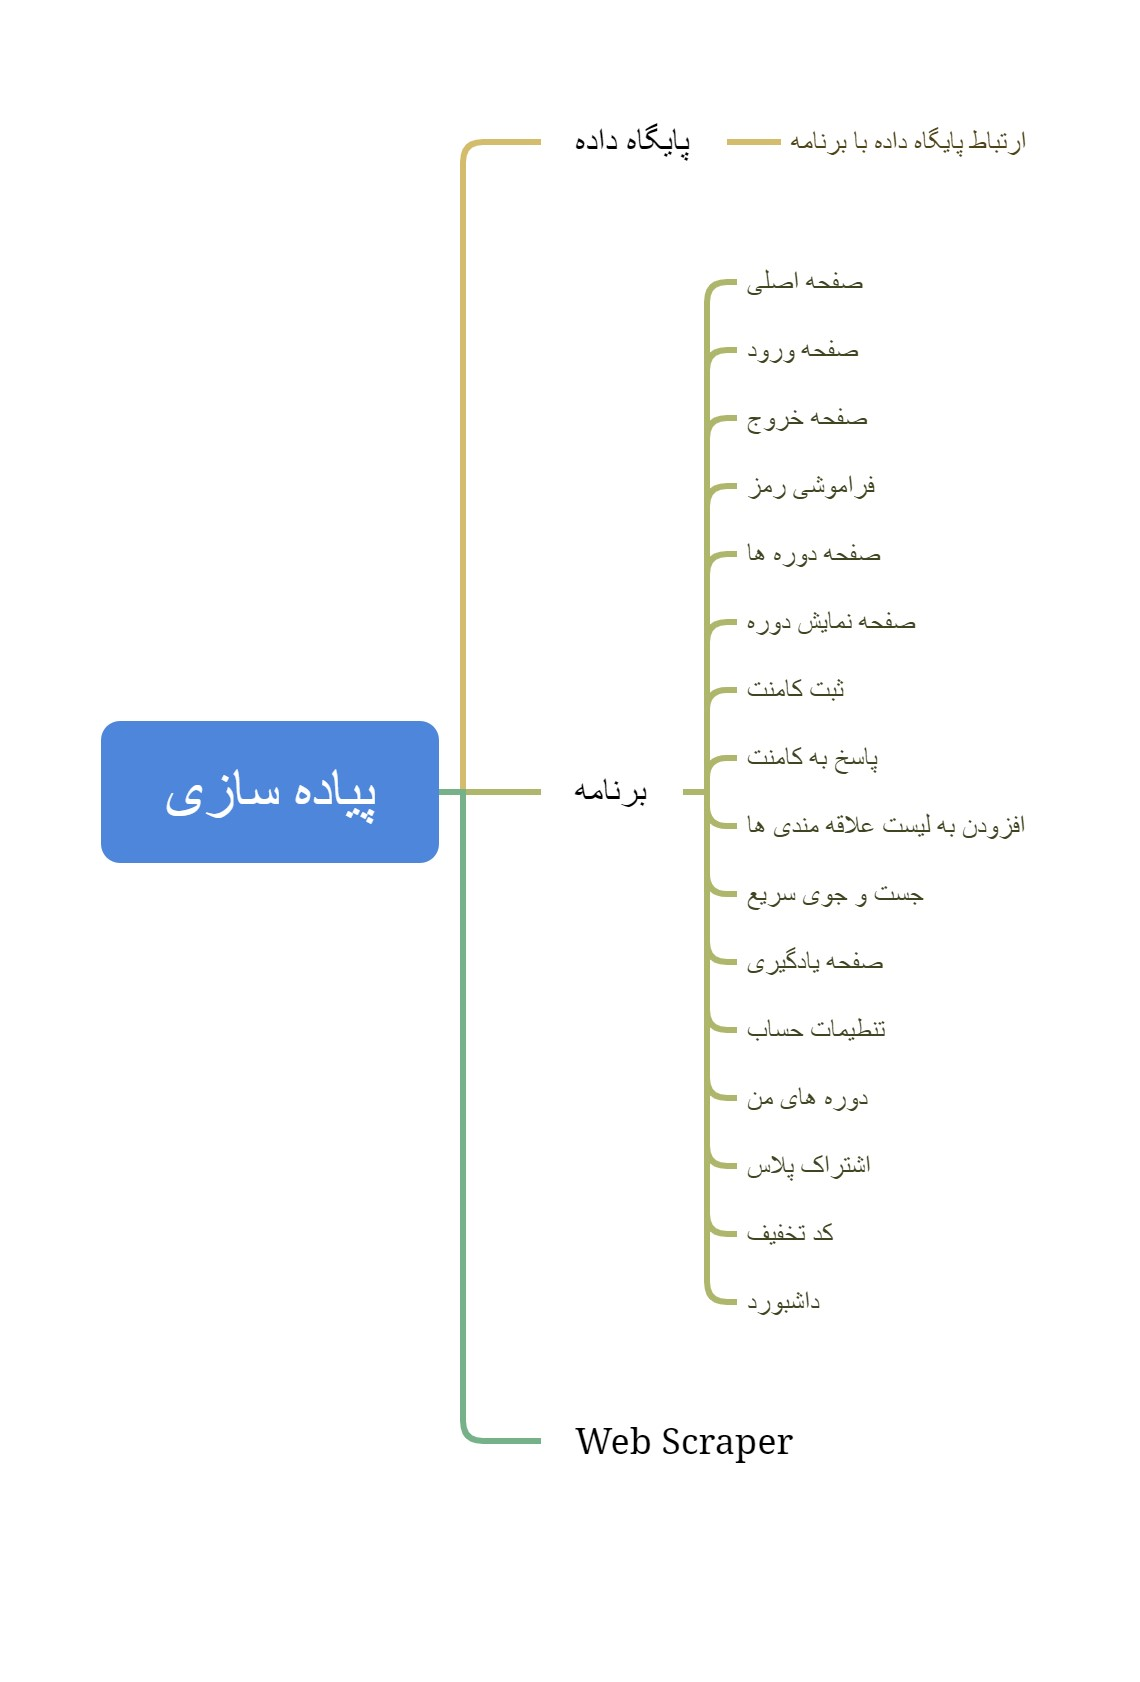 پایگاه داده
ارتباط پایگاه داده با برنامه
صفحه اصلی
صفحه ورود
صفحه خروج
فراموشی رمز
صفحه دوره ها
صفحه نمایش دوره
ثبت کامنت
پاسخ به کامنت
پیاده سازی
برنامه
افزودن به لیست علاقه مندی ها
جست و جوی سریع
صفحه یادگیری
تنطیمات حساب
دوره های من
اشتراک پلاس
کد تخفیف
داشبورد
Web Scraper